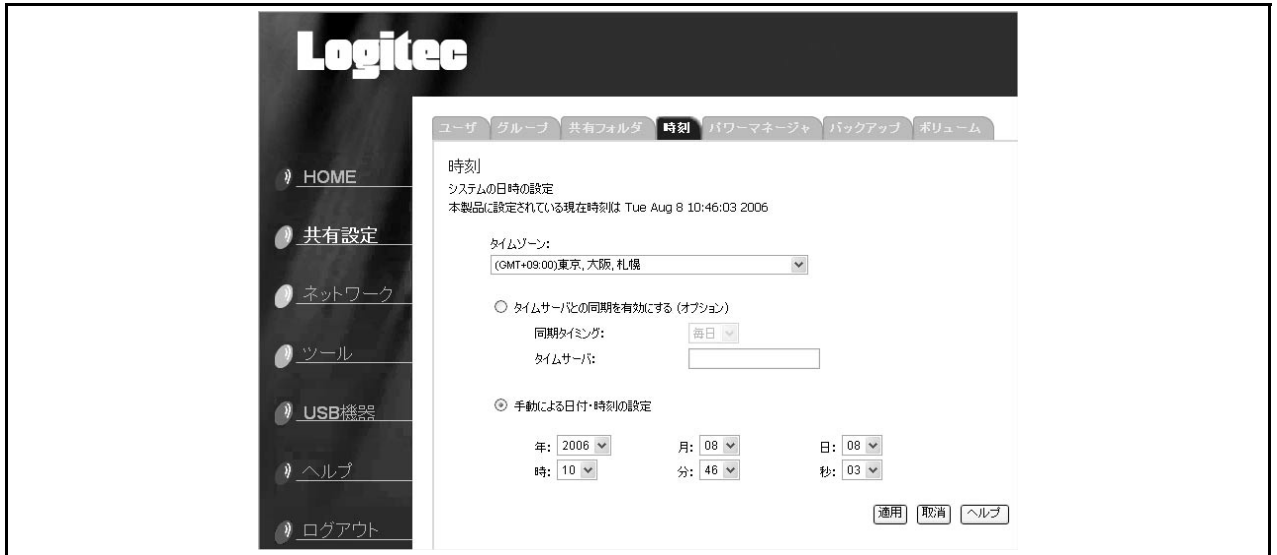 Logitec
ユーザ グループ 共有フォルダ 時刻 パワーマネージャ バックアップ ボリューム
HOME
共有設定
ネットワーク
ツール
USB機器
ヘルプ
ログアウト
時刻
システムの日時の設定
本製品に設定されている現在時刻は Tue Aug 8 10:46:03 2006
タイムゾーン:
(GMT+09:00)東京, 大阪, 札幌
タイムサーバとの同期を有効にする (オプション)
同期タイミング: 毎日
タイムサーバ:
手動による日付・時刻の設定
年: 2006 月: 08 日: 08
時: 10 分: 46 秒: 03
適用 取消 ヘルプ